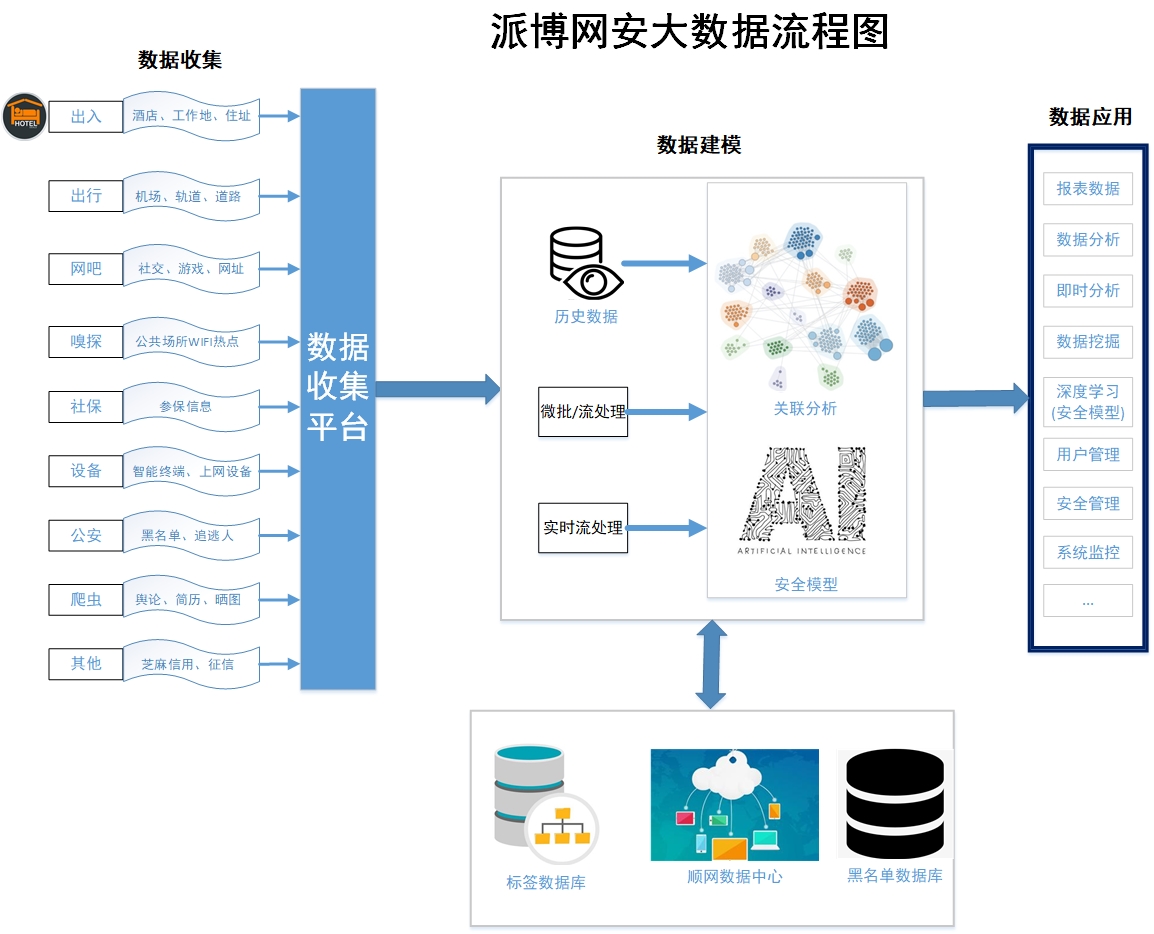 派博网安大数据流程图
数据收集
HOTEL
出入
酒店、工作地、住址
出行
机场、轨道、道路
网吧
社交、游戏、网址
嗅探
公共场所WIFI热点
社保
参保信息
设备
智能终端、上网设备
公安
黑名单、追逃人
爬虫
舆论、简历、晒图
其他
芝麻信用、征信
数据
收集
平台
数据建模
历史数据
微批/流处理
实时流处理
关联分析
AI
ARTIFICIAL INTELLIGENCE
安全模型
数据应用
报表数据
数据分析
即时分析
数据挖掘
深度学习
(安全模型)
用户管理
安全管理
系统监控
...
标签数据库
顺网数据中心
黑名单数据库